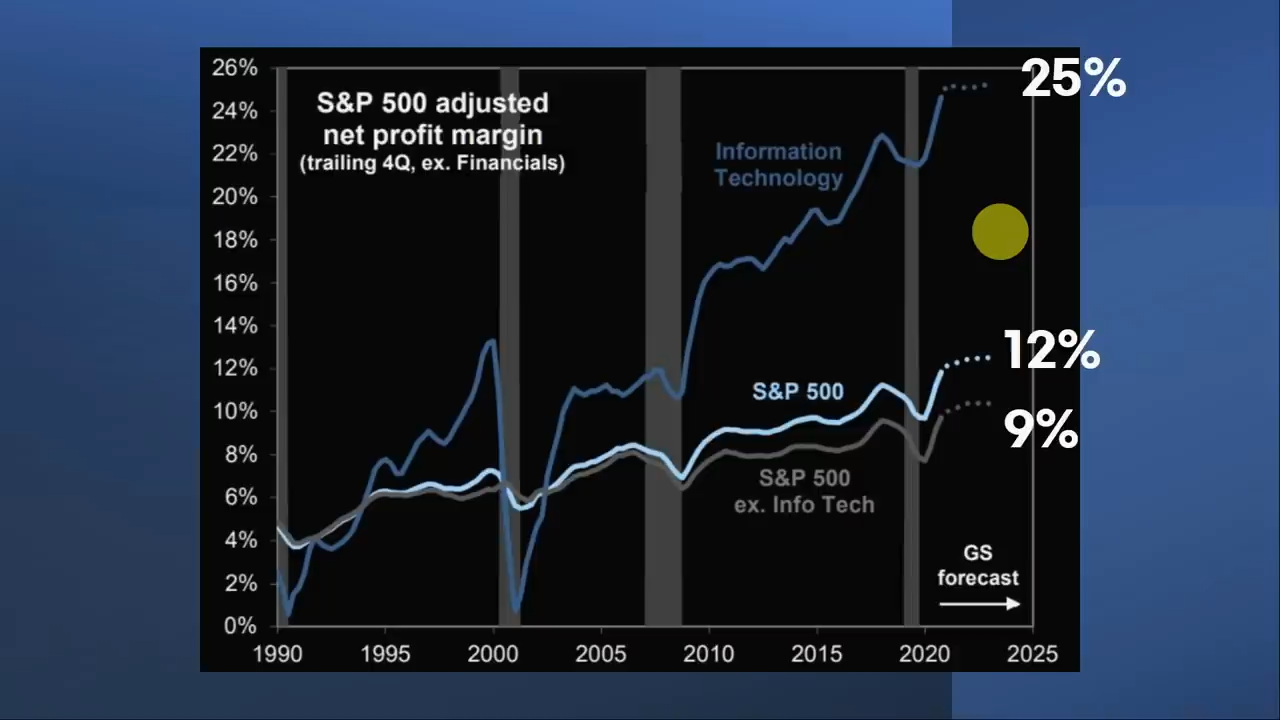 S&P 500 adjusted
net profit margin
(trailing 4Q, ex. Financials)
26%
24%
22%
20%
18%
16%
14%
12%
10%
8%
6%
4%
2%
0%
Information
Technology
S&P 500
S&P 500
ex. Info Tech
25%
12%
9%
GS
forecast
1990
1995
2000
2005
2010
2015
2020
2025